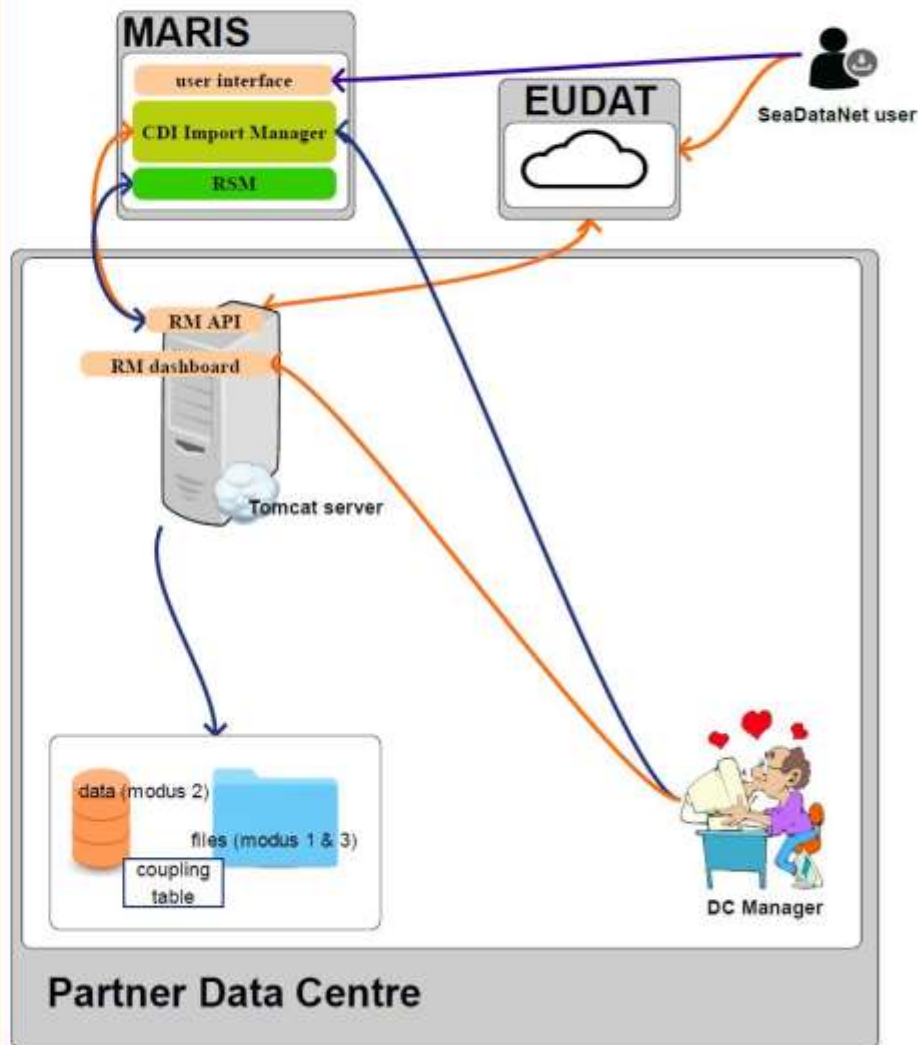 MARIS
user interface
CDI Import Manager
RSM
EUDAT
SeaDataNet user
RM API
RM dashboard
Tomcat server
data (modus 2)
files (modus 1 & 3)
coupling
table
DC Manager
Partner Data Centre